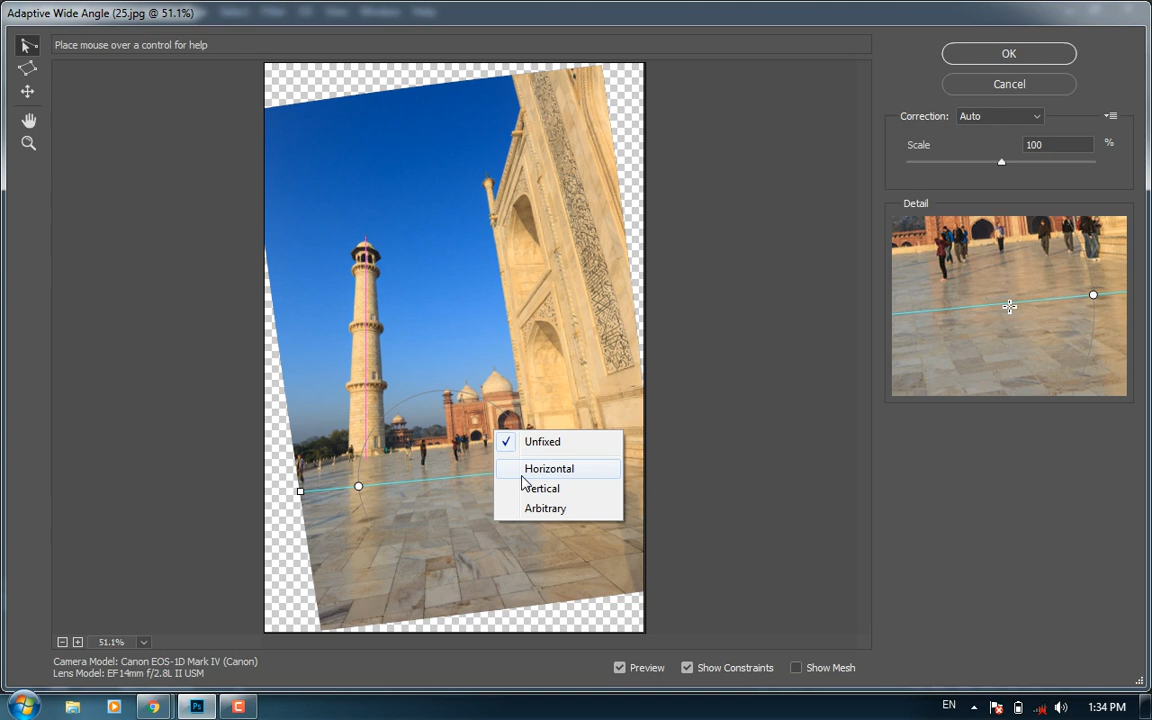 Adaptive Wide Angle (25.jpg @ 51.1%)
Place mouse over a control for help
OK
Cancel
Correction: Auto
Scale 100 %
Detail
Unfixed
Horizontal
Vertical
Arbitrary
51.1%
Camera Model: Canon EOS-1D Mark IV (Canon)
Lens Model: EF14mm f/2.8L II USM
Preview
Show Constraints
Show Mesh
Ps
EN
1:34 PM